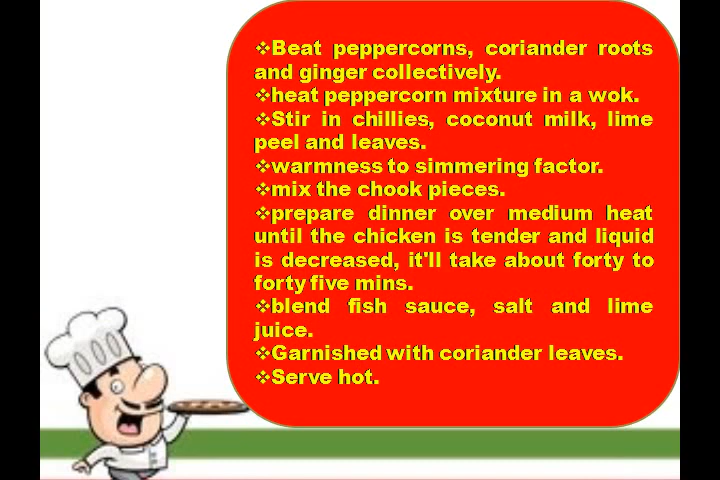 ❖Beat peppercorns, coriander roots
and ginger collectively.
❖heat peppercorn mixture in a wok.
❖Stir in chillies, coconut milk, lime
peel and leaves.
❖warmness to simmering factor.
❖mix the chook pieces.
❖prepare dinner over medium heat
until the chicken is tender and liquid
is decreased, it'll take about forty to
forty five mins.
❖blend fish sauce, salt and lime
juice.
❖Garnished with coriander leaves.
❖Serve hot.